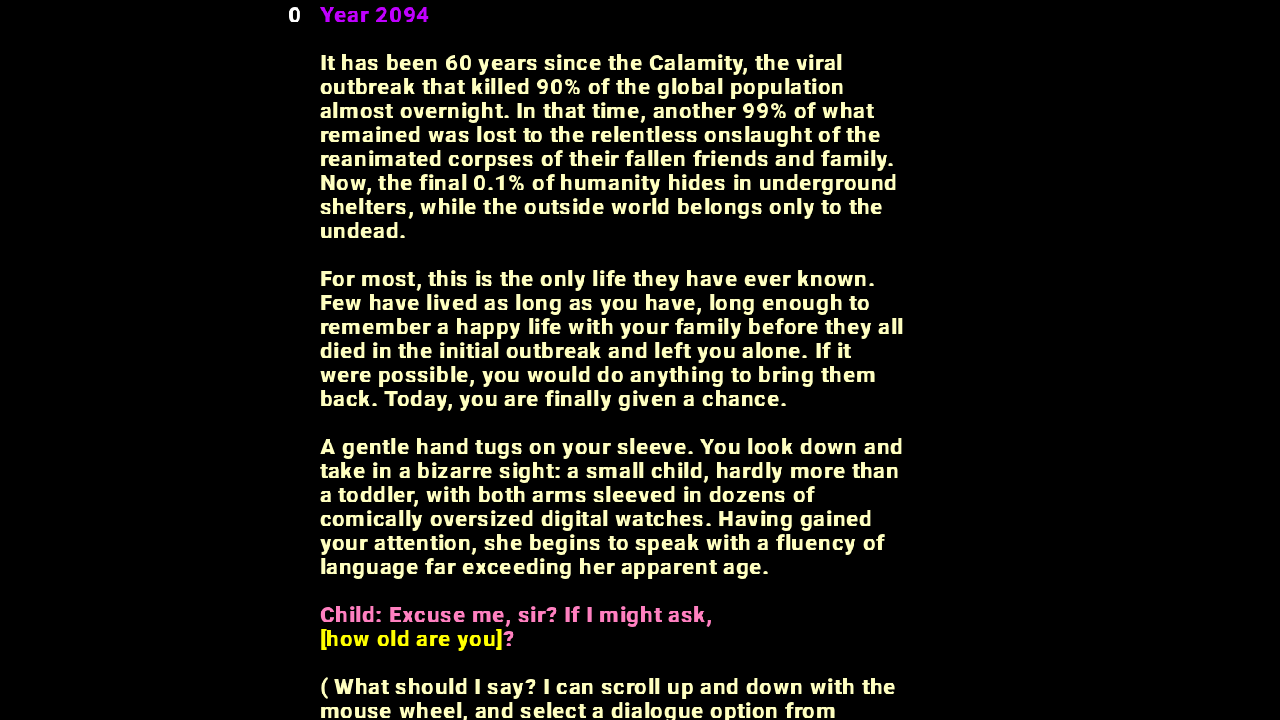 0 Year 2094
It has been 60 years since the Calamity, the viral
outbreak that killed 90% of the global population
almost overnight. In that time, another 99% of what
remained was lost to the relentless onslaught of the
reanimated corpses of their fallen friends and family.
Now, the final 0.1% of humanity hides in underground
shelters, while the outside world belongs only to the
undead.
For most, this is the only life they have ever known.
Few have lived as long as you have, long enough to
remember a happy life with your family before they all
died in the initial outbreak and left you alone. If it
were possible, you would do anything to bring them
back. Today, you are finally given a chance.
A gentle hand tugs on your sleeve. You look down and
take in a bizarre sight: a small child, hardly more than
a toddler, with both arms sleeved in dozens of
comically oversized digital watches. Having gained
your attention, she begins to speak with a fluency of
language far exceeding her apparent age.
Child: Excuse me, sir? If I might ask,
[how old are you]?
( What should I say? I can scroll up and down with the
mouse wheel, and select a dialogue option from